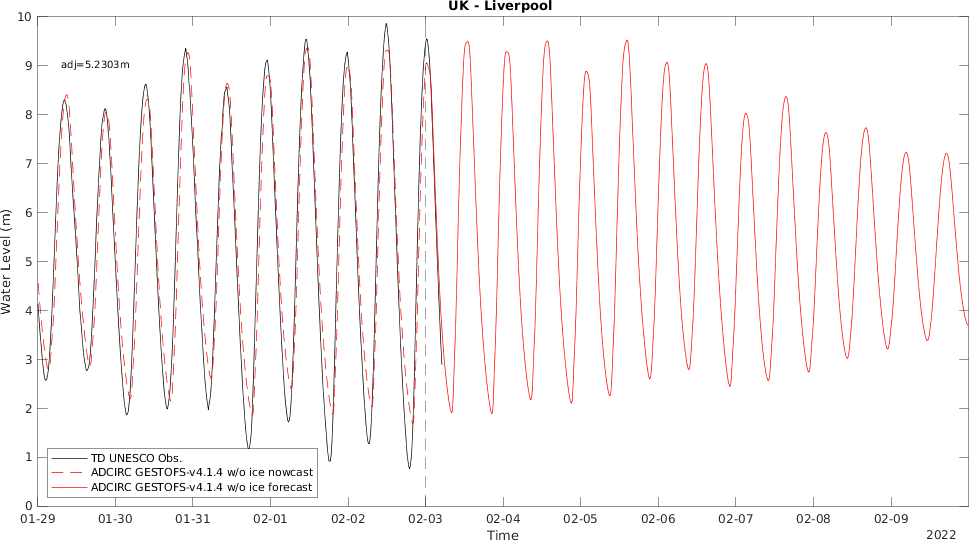 UK - Liverpool
10
9
8
7
6
5
4
3
2
1
0
Water Level (m)
adj=5.2303m
TD UNESCO Obs.
ADCIRC GESTOFS-v4.1.4 w/o ice nowcast
ADCIRC GESTOFS-v4.1.4 w/o ice forecast
01-29 01-30 01-31 02-01 02-02 02-03 02-04 02-05 02-06 02-07 02-08 02-09
Time
2022